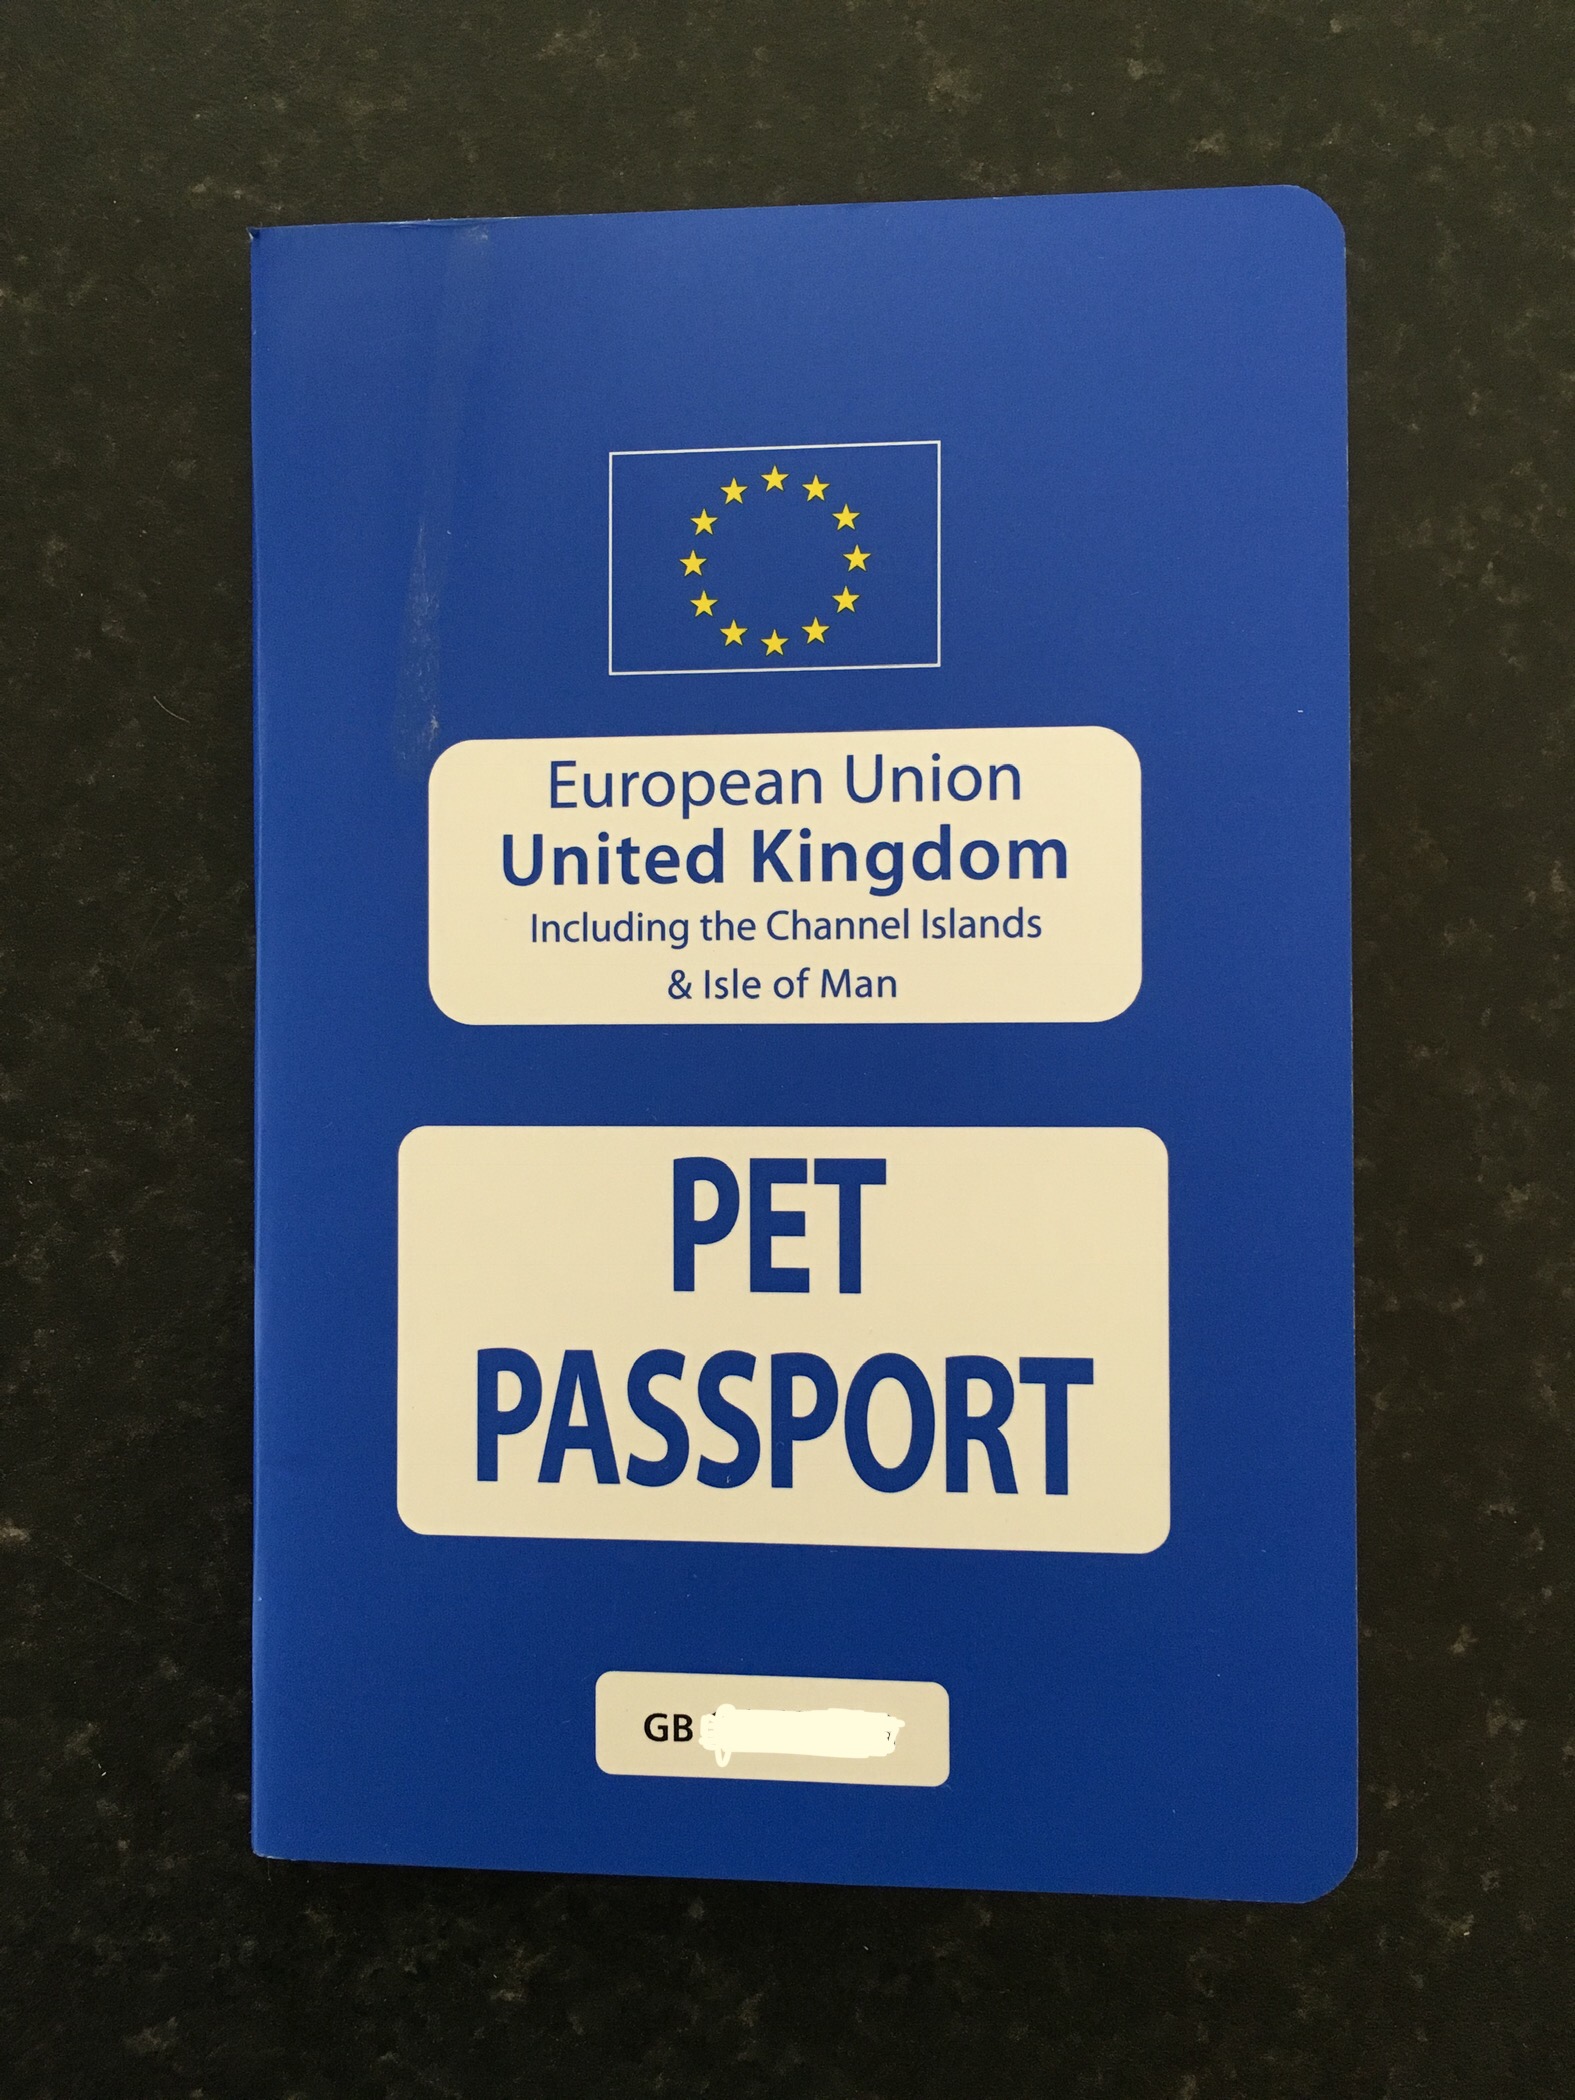 European Union
United Kingdom
Including the Channel Islands
& Isle of Man
PET
PASSPORT
GB